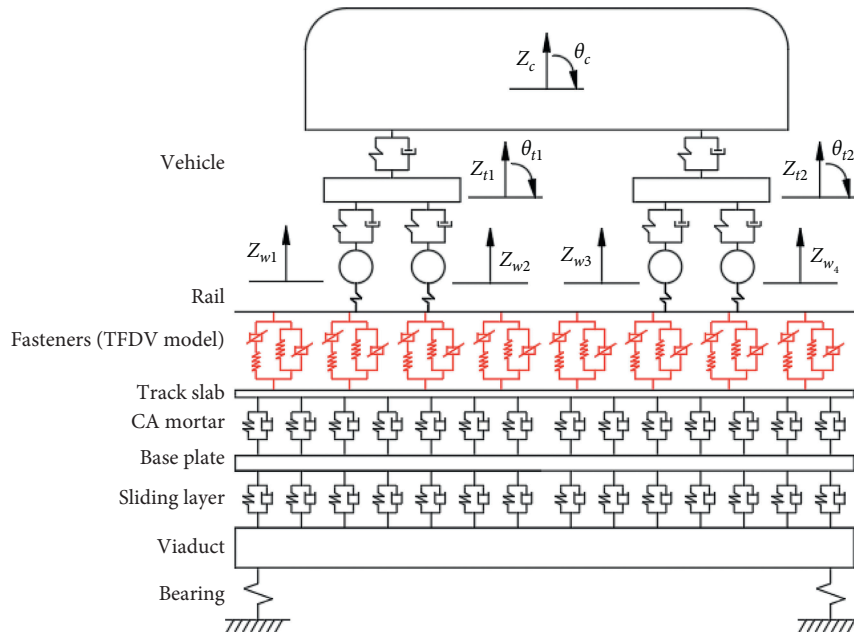 Z_c θ_c
Vehicle
Z_t1 θ_t1
Z_t2 θ_t2
Z_w1
Z_w2
Z_w3
Z_w4
Rail
Fasteners (TFDV model)
Track slab
CA mortar
Base plate
Sliding layer
Viaduct
Bearing